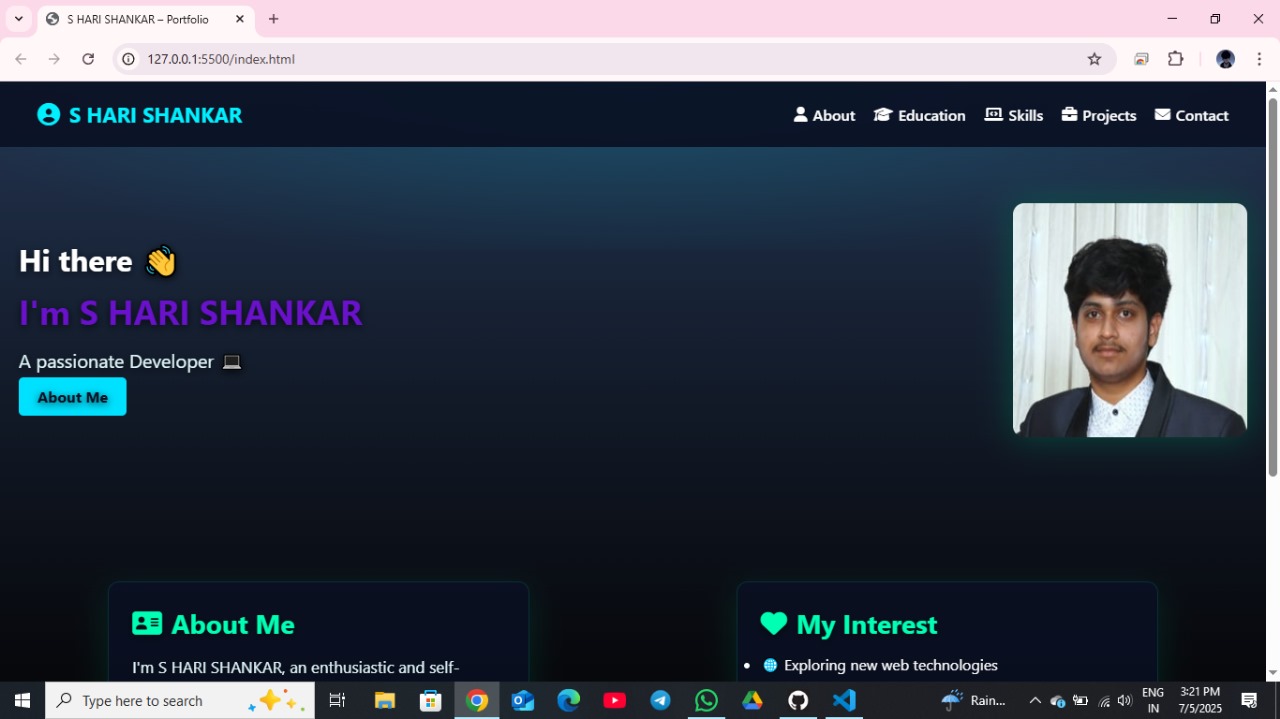 S HARI SHANKAR – Portfolio
127.0.0.1:5500/index.html
S HARI SHANKAR
About Education Skills Projects Contact
Hi there 👋
I'm S HARI SHANKAR
A passionate Developer 💻
About Me
About Me
I'm S HARI SHANKAR, an enthusiastic and self-
My Interest
🌐 Exploring new web technologies
Type here to search
Rain...
ENG
IN
3:21 PM
7/5/2025